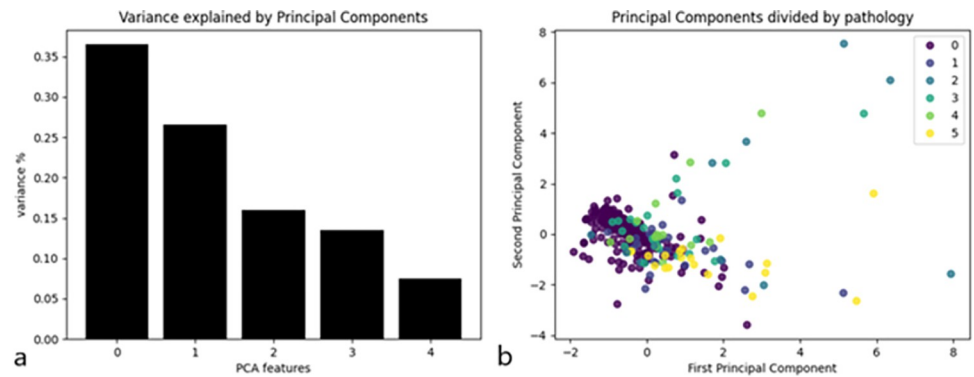 Variance explained by Principal Components
variance %
0.35
0.30
0.25
0.20
0.15
0.10
0.05
0.00
0 1 2 3 4
PCA features
a
Principal Components divided by pathology
Second Principal Component
8
6
4
2
0
−2
−4
0
1
2
3
4
5
−2 0 2 4 6 8
First Principal Component
b